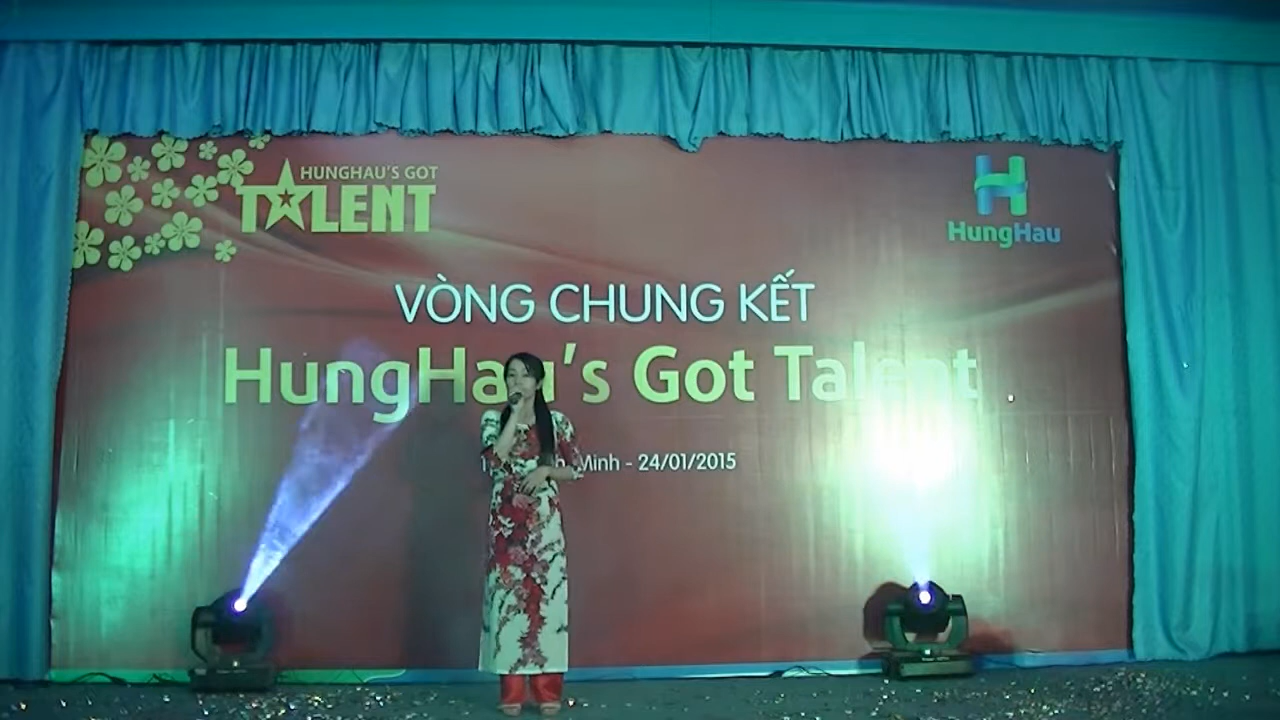 HUNGHAU'S GOT
TALENT
HungHau
VÒNG CHUNG KẾT
HungHau's Got Talent
Minh - 24/01/2015